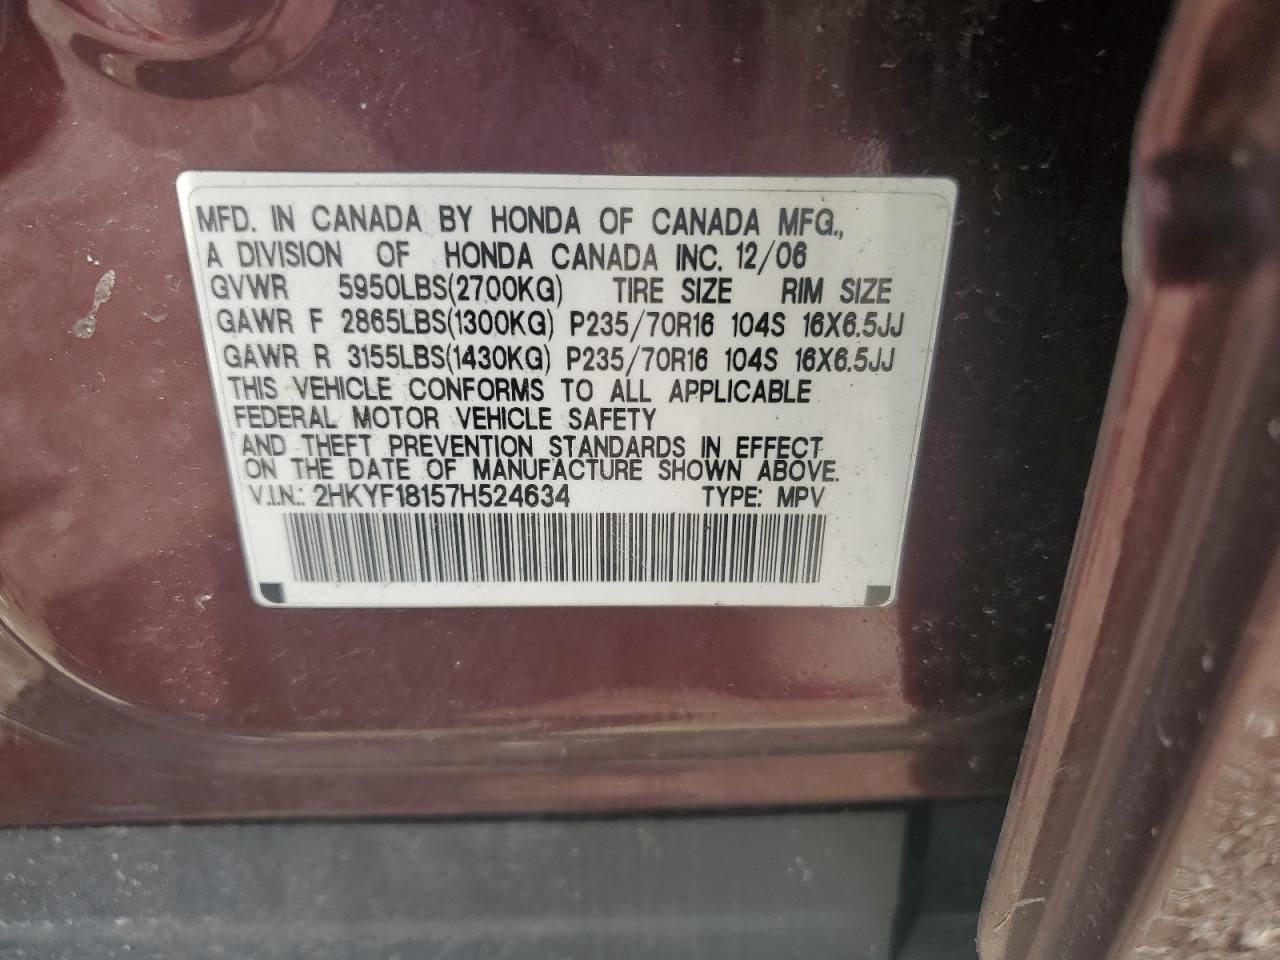 MFD. IN CANADA BY HONDA OF CANADA MFG.,
A DIVISION OF HONDA CANADA INC. 12/06
GVWR 5950LBS(2700KG) TIRE SIZE RIM SIZE
GAWR F 2865LBS(1300KG) P235/70R16 104S 16X6.5JJ
GAWR R 3155LBS(1430KG) P235/70R16 104S 16X6.5JJ
THIS VEHICLE CONFORMS TO ALL APPLICABLE
FEDERAL MOTOR VEHICLE SAFETY
AND THEFT PREVENTION STANDARDS IN EFFECT
ON THE DATE OF MANUFACTURE SHOWN ABOVE.
V.I.N.: 2HKYF18157H524634 TYPE: MPV